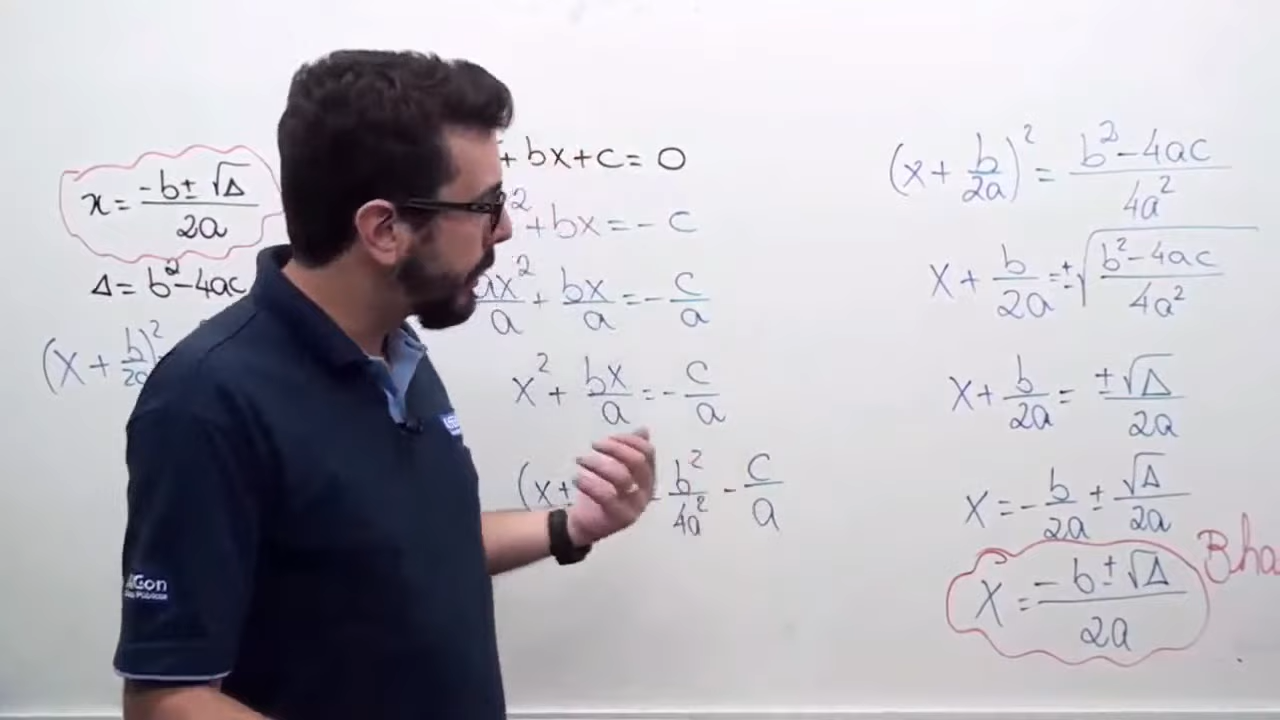 x = -b ± √Δ / 2a
Δ = b² - 4ac
(x + b/2a)²
+ bx + c = 0
² + bx = - c
ax²/a + bx/a = - c/a
x² + bx/a = - c/a
(x + b²/4a² - c/a
(x + b/2a)² = b² - 4ac / 4a²
x + b/2a = ± √(b² - 4ac / 4a²)
x + b/2a = ± √Δ / 2a
x = - b/2a ± √Δ / 2a
x = -b ± √Δ / 2a
Bha